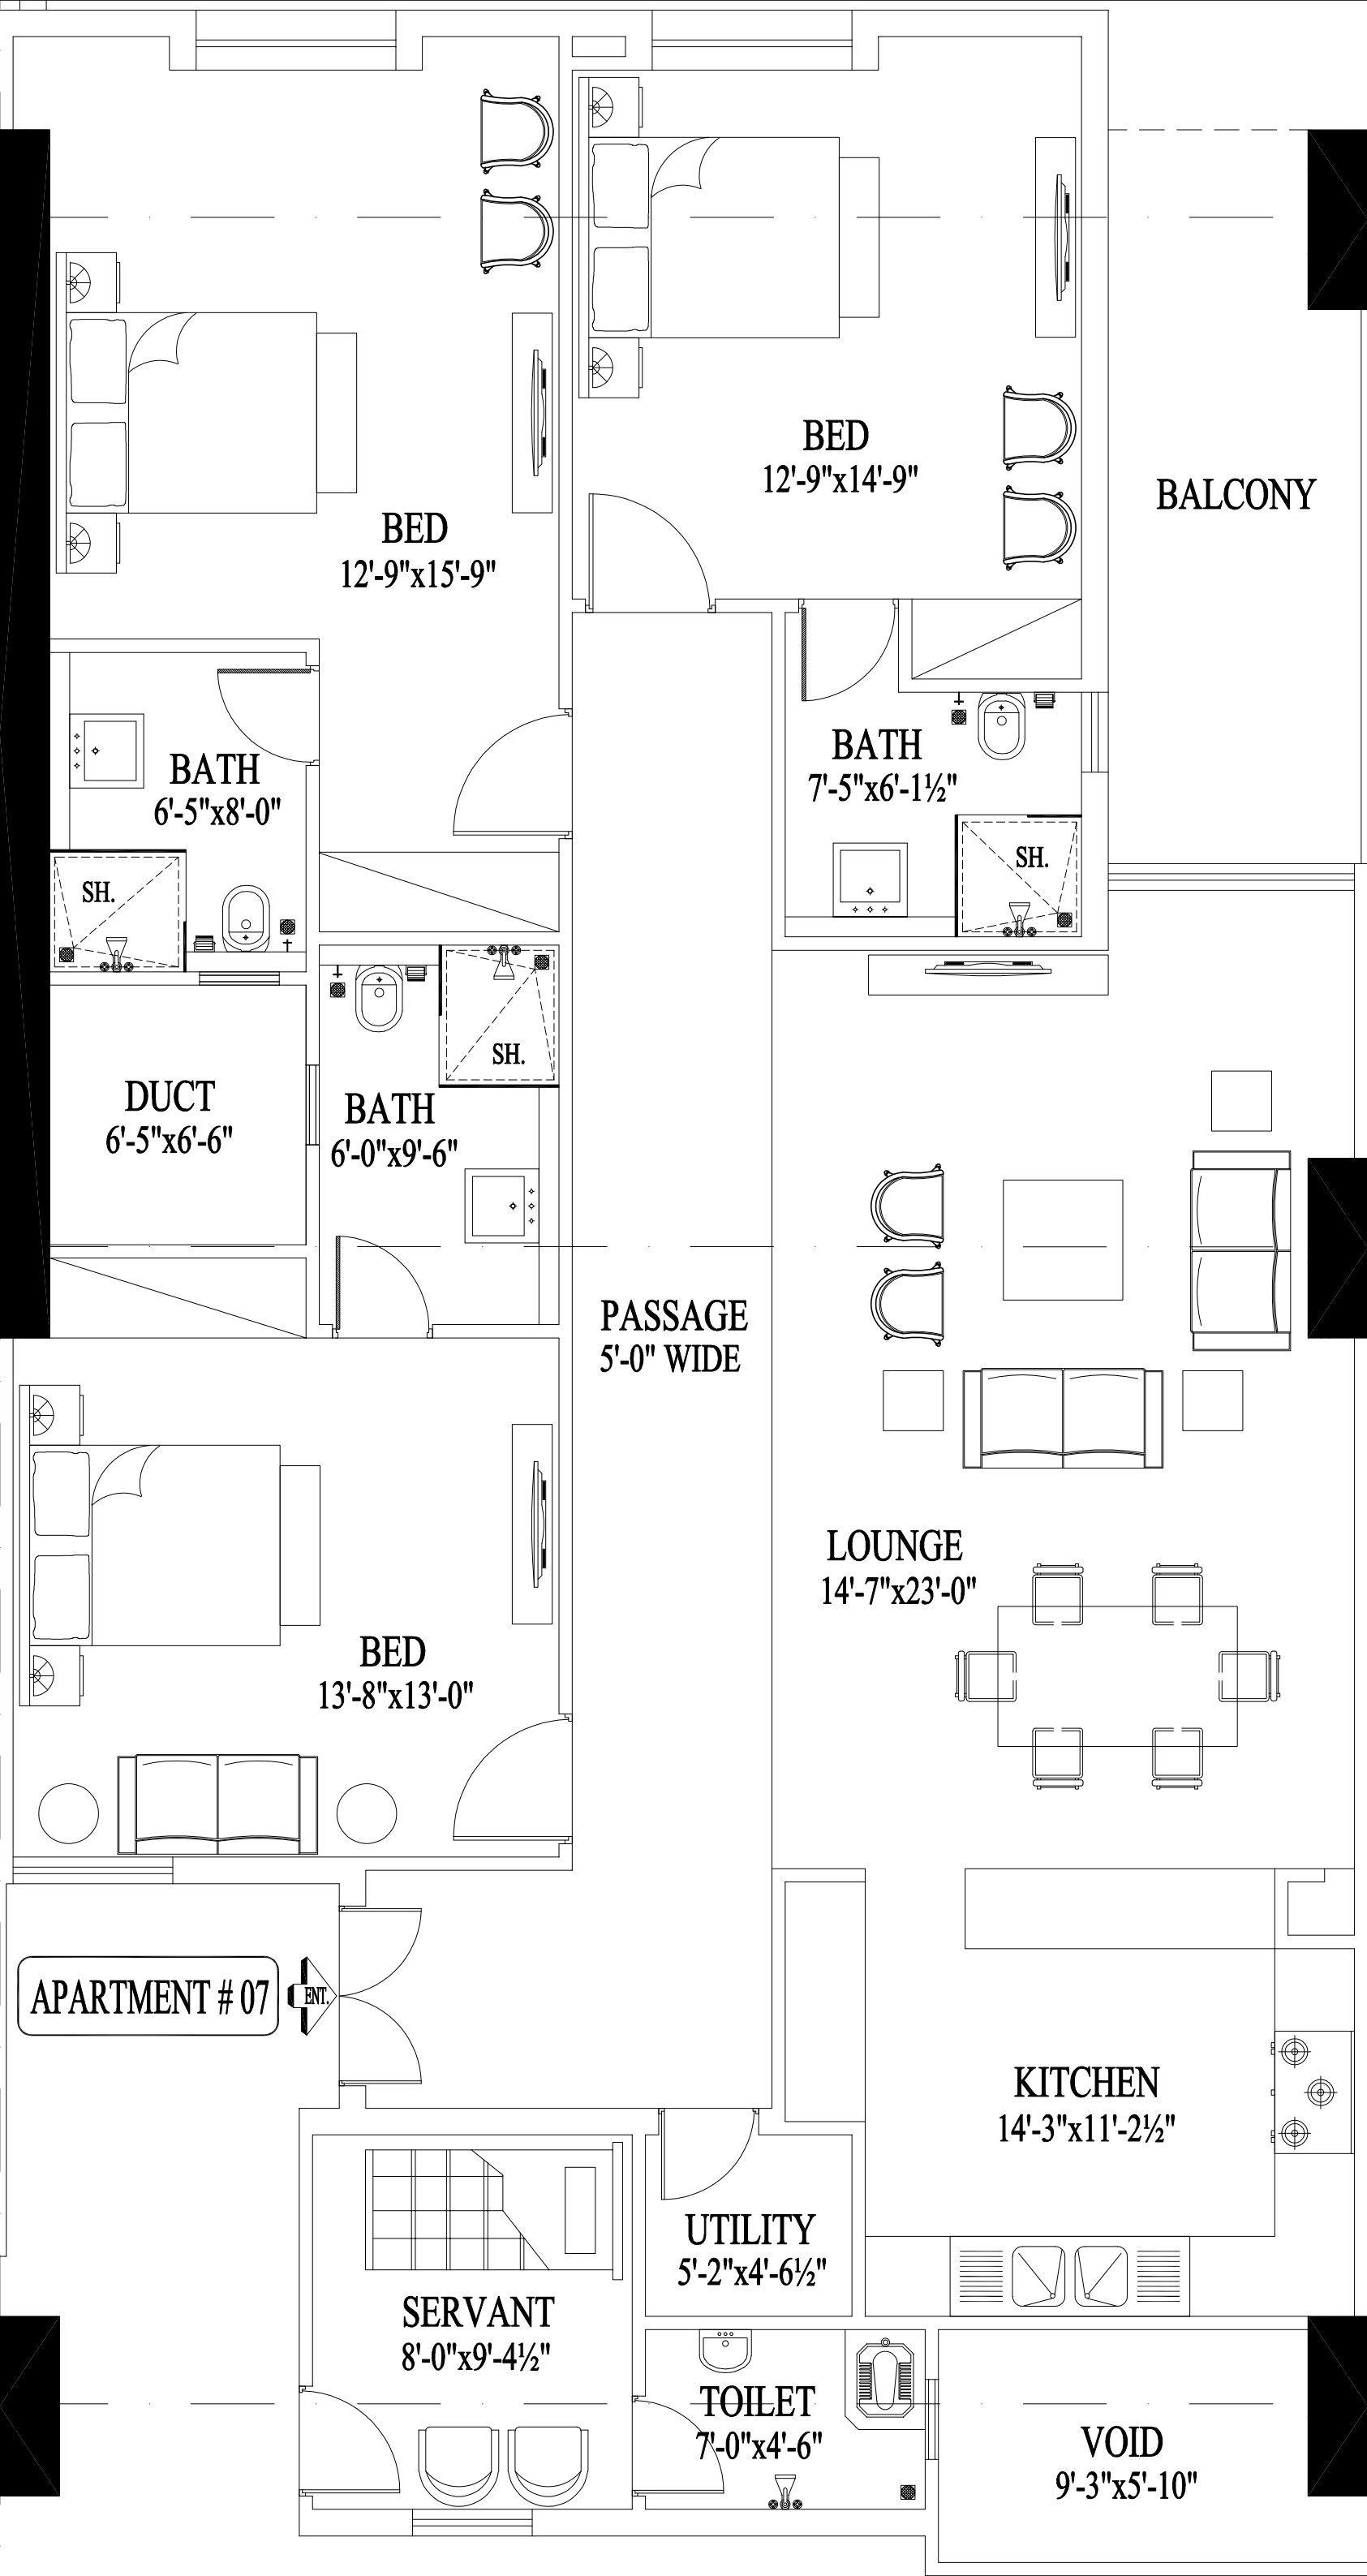 BED
12'-9"x14'-9"
BALCONY
BED
12'-9"x15'-9"
BATH
7'-5"x6'-1½"
BATH
6'-5"x8'-0"
SH.
SH.
SH.
DUCT
6'-5"x6'-6"
BATH
6'-0"x9'-6"
PASSAGE
5'-0" WIDE
LOUNGE
14'-7"x23'-0"
BED
13'-8"x13'-0"
APARTMENT # 07
ENT.
KITCHEN
14'-3"x11'-2½"
UTILITY
5'-2"x4'-6½"
SERVANT
8'-0"x9'-4½"
TOILET
7'-0"x4'-6"
VOID
9'-3"x5'-10"